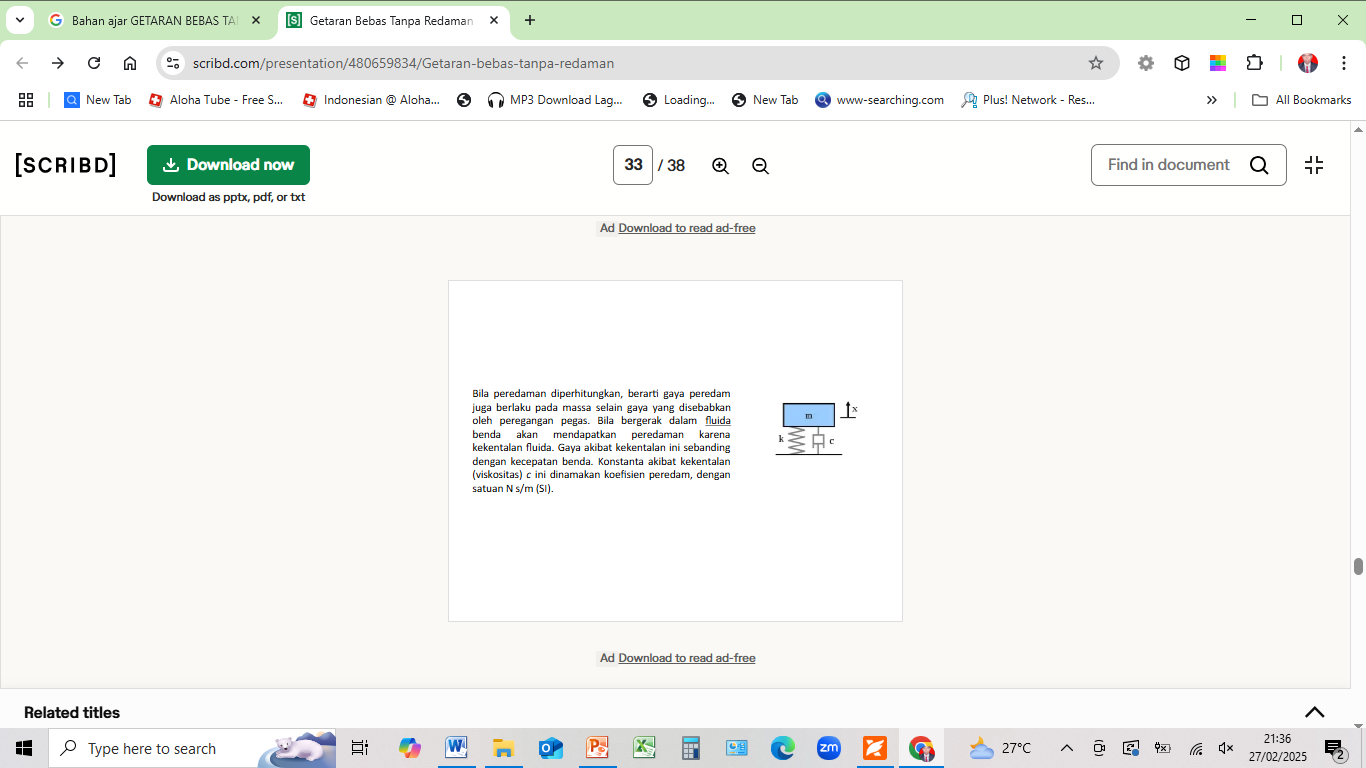 Bahan ajar GETARAN BEBAS TA
Getaran Bebas Tanpa Redaman
scribd.com/presentation/480659834/Getaran-bebas-tanpa-redaman
New Tab
Aloha Tube - Free S...
Indonesian @ Aloha...
MP3 Download Lag...
Loading...
New Tab
www-searching.com
Plus! Network - Res...
All Bookmarks
[SCRIBD]
Download now
Download as pptx, pdf, or txt
33 / 38
Find in document
Ad Download to read ad-free
Bila peredaman diperhitungkan, berarti gaya peredam
juga berlaku pada massa selain gaya yang disebabkan
oleh peregangan pegas. Bila bergerak dalam fluida
benda akan mendapatkan peredaman karena
kekentalan fluida. Gaya akibat kekentalan ini sebanding
dengan kecepatan benda. Konstanta akibat kekentalan
(viskositas) c ini dinamakan koefisien peredam, dengan
satuan N s/m (SI).
m
x
k
c
Ad Download to read ad-free
Related titles
Type here to search
27°C
21:36
27/02/2025
2